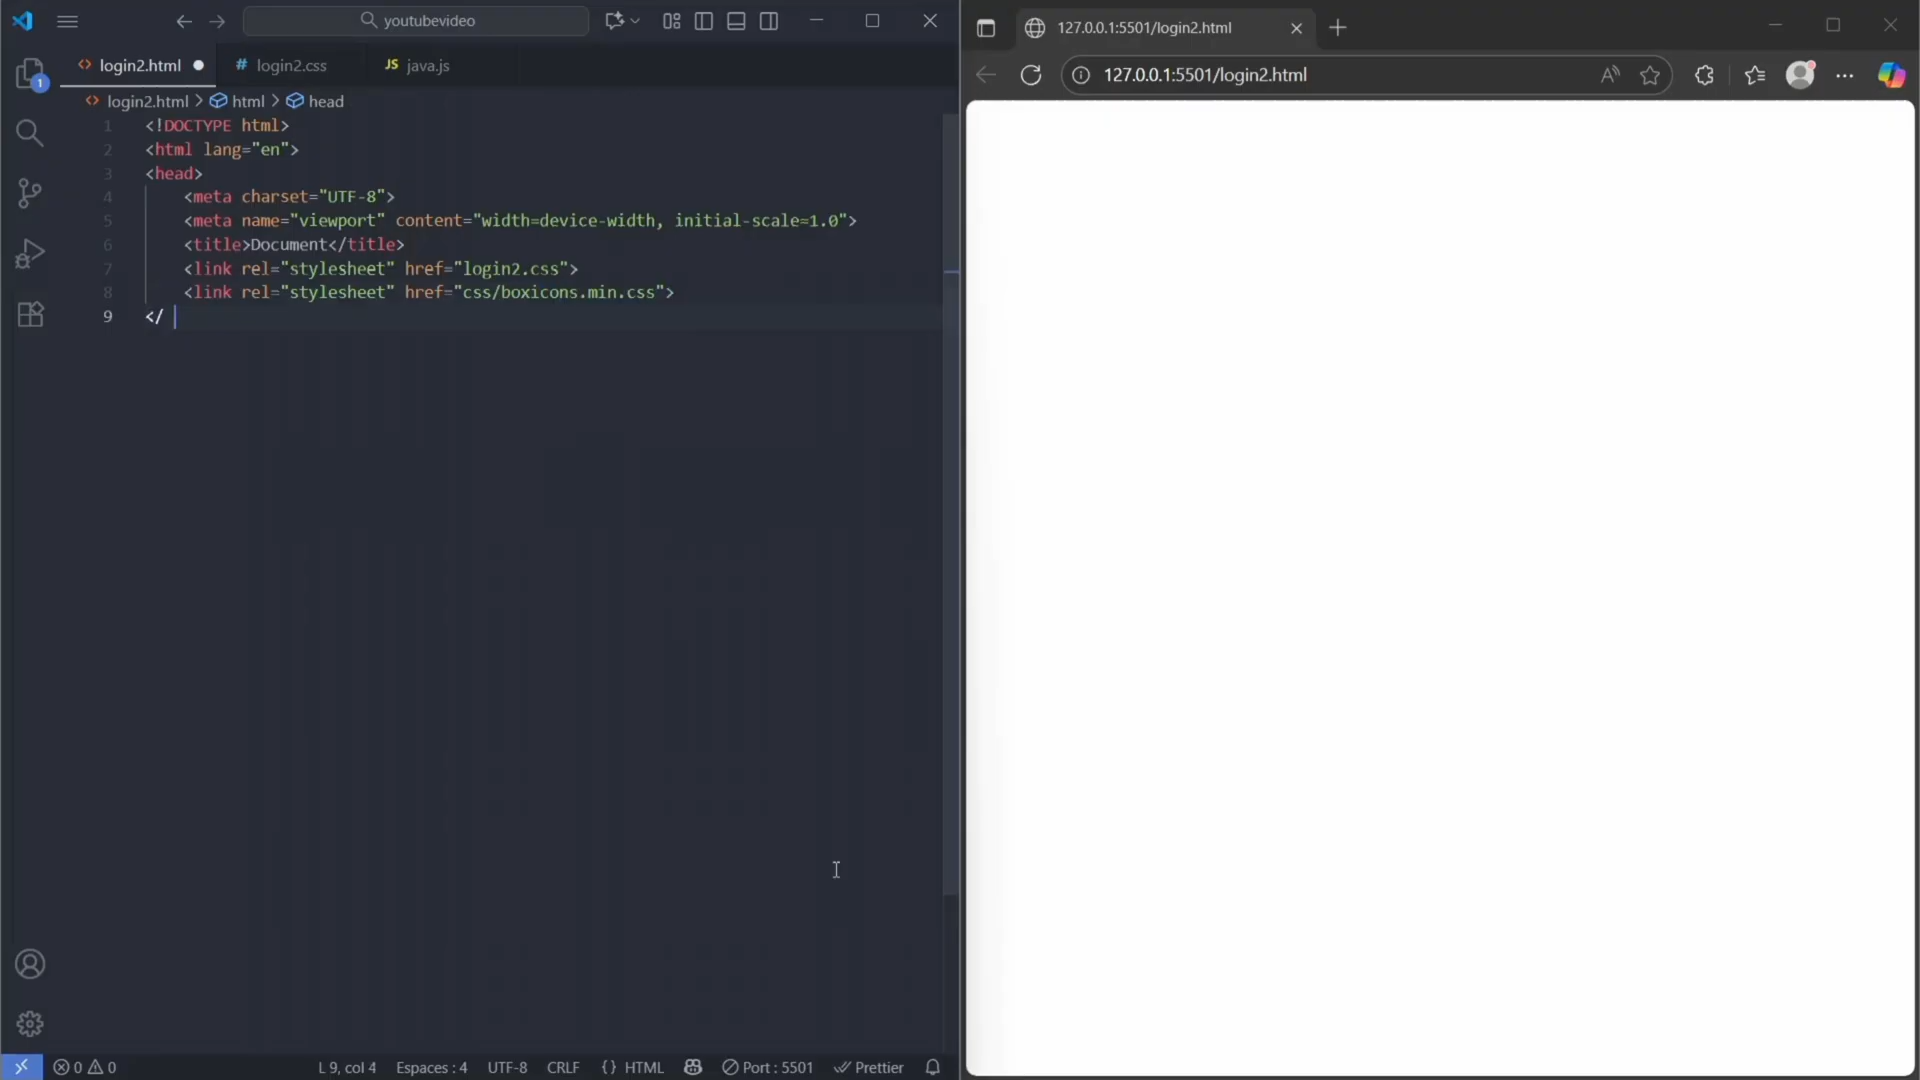 youtubevideo
login2.html
# login2.css
JS java.js
login2.html > html > head
1 <!DOCTYPE html>
2 <html lang="en">
3 <head>
4 <meta charset="UTF-8">
5 <meta name="viewport" content="width=device-width, initial-scale=1.0">
6 <title>Document</title>
7 <link rel="stylesheet" href="login2.css">
8 <link rel="stylesheet" href="css/boxicons.min.css">
9 </
1
0 0
L 9, col 4
Espaces : 4
UTF-8
CRLF
{} HTML
Port : 5501
Prettier
127.0.0.1:5501/login2.html
127.0.0.1:5501/login2.html